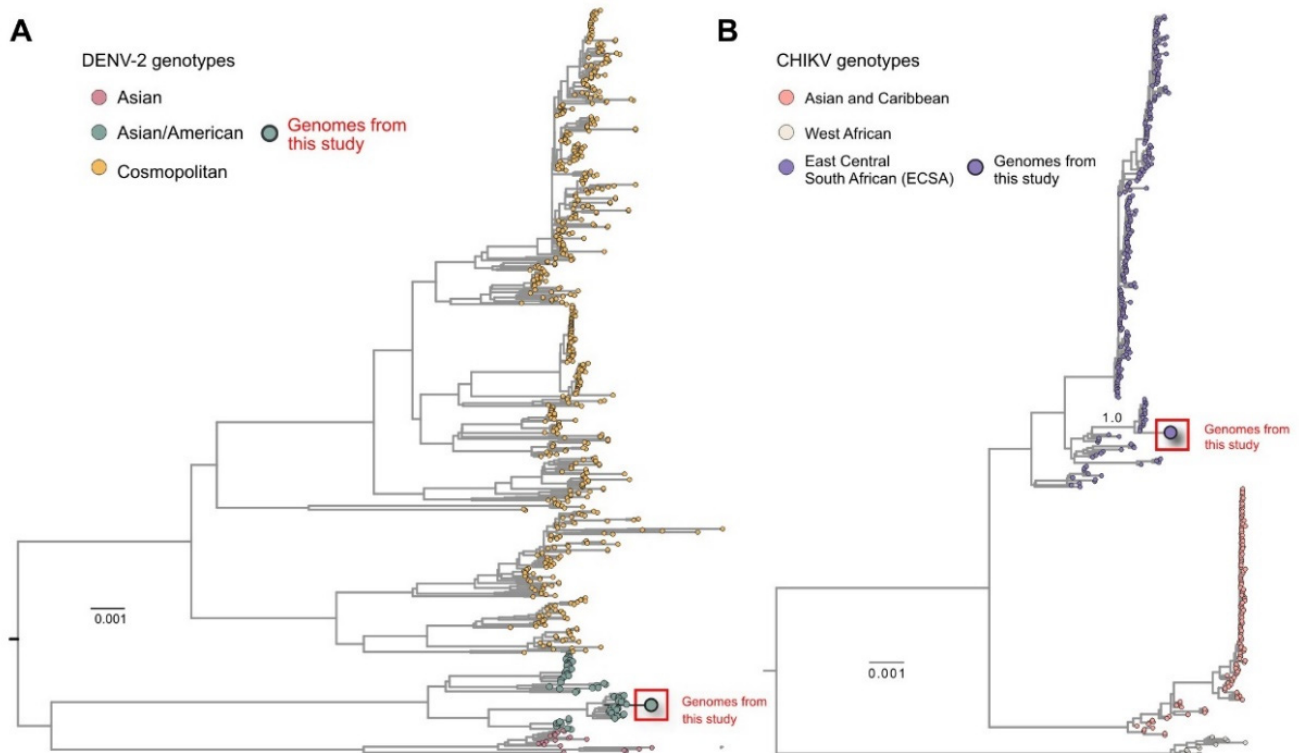 A
DENV-2 genotypes
Asian
Asian/American
Genomes from
this study
Cosmopolitan
0.001
Genomes from
this study
B
CHIKV genotypes
Asian and Caribbean
West African
East Central
South African (ECSA)
Genomes from
this study
1.0
Genomes from
this study
0.001